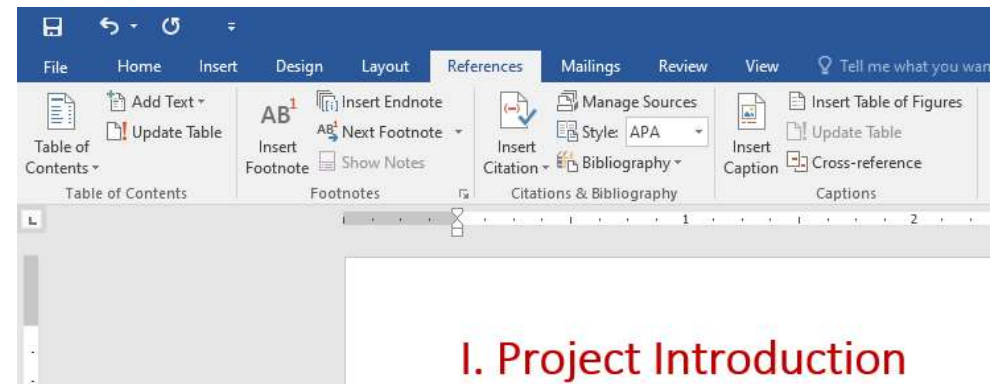 File Home Insert Design Layout References Mailings Review View Tell me what you wan
Table of Contents
Add Text
Update Table
Table of Contents
AB1
Insert Footnote
Insert Endnote
AB1 Next Footnote
Show Notes
Footnotes
Insert Citation
Manage Sources
Style: APA
Bibliography
Citations & Bibliography
Insert Caption
Insert Table of Figures
Update Table
Cross-reference
Captions
L
1 2
I. Project Introduction